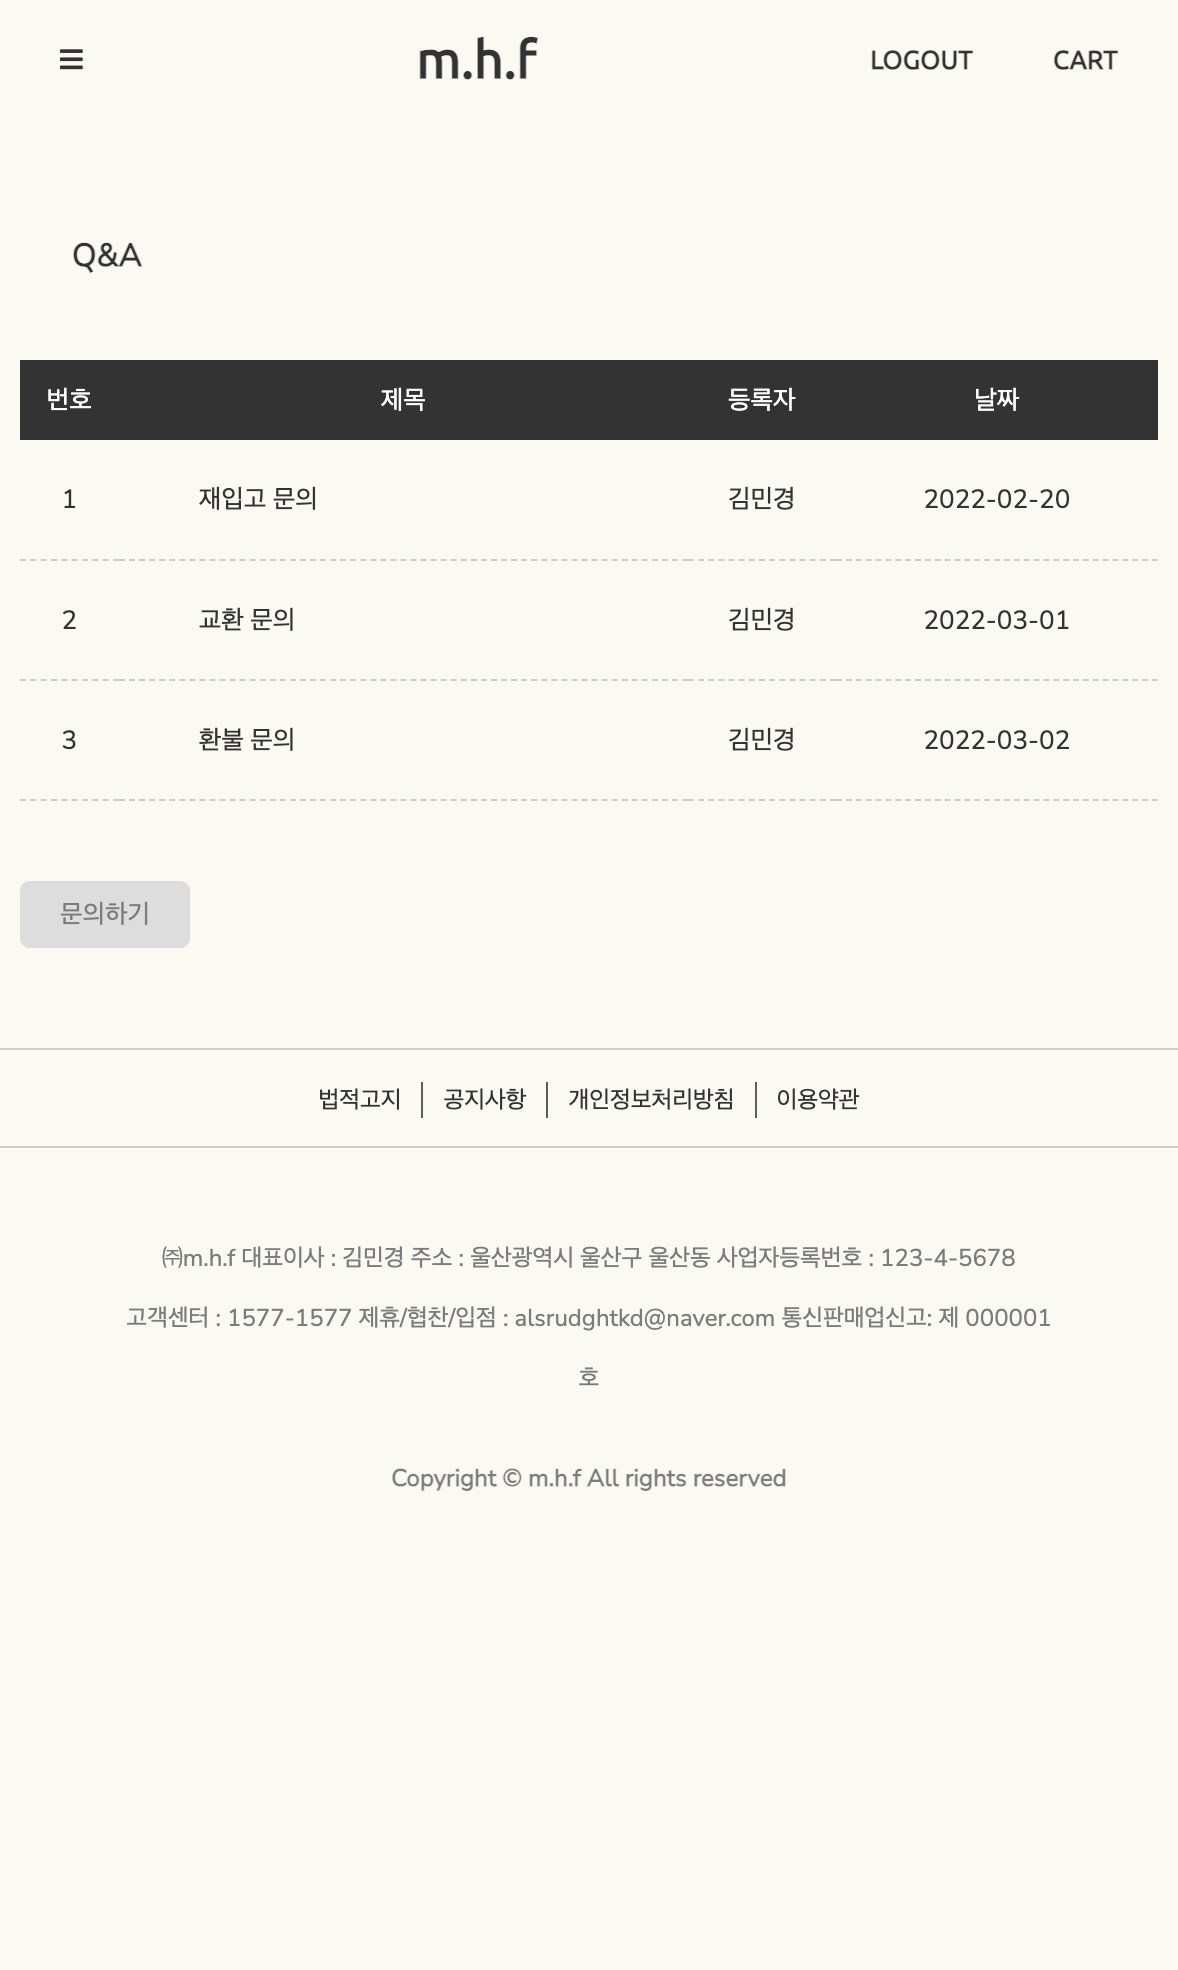 m.h.f LOGOUT CART
Q&A
번호 제목 등록자 날짜
1 재입고 문의 김민경 2022-02-20
2 교환 문의 김민경 2022-03-01
3 환불 문의 김민경 2022-03-02
문의하기
법적고지 공지사항 개인정보처리방침 이용약관
㈜m.h.f 대표이사 : 김민경 주소 : 울산광역시 울산구 울산동 사업자등록번호 : 123-4-5678
고객센터 : 1577-1577 제휴/협찬/입점 : alsrudghtkd@naver.com 통신판매업신고: 제 000001
호
Copyright © m.h.f All rights reserved